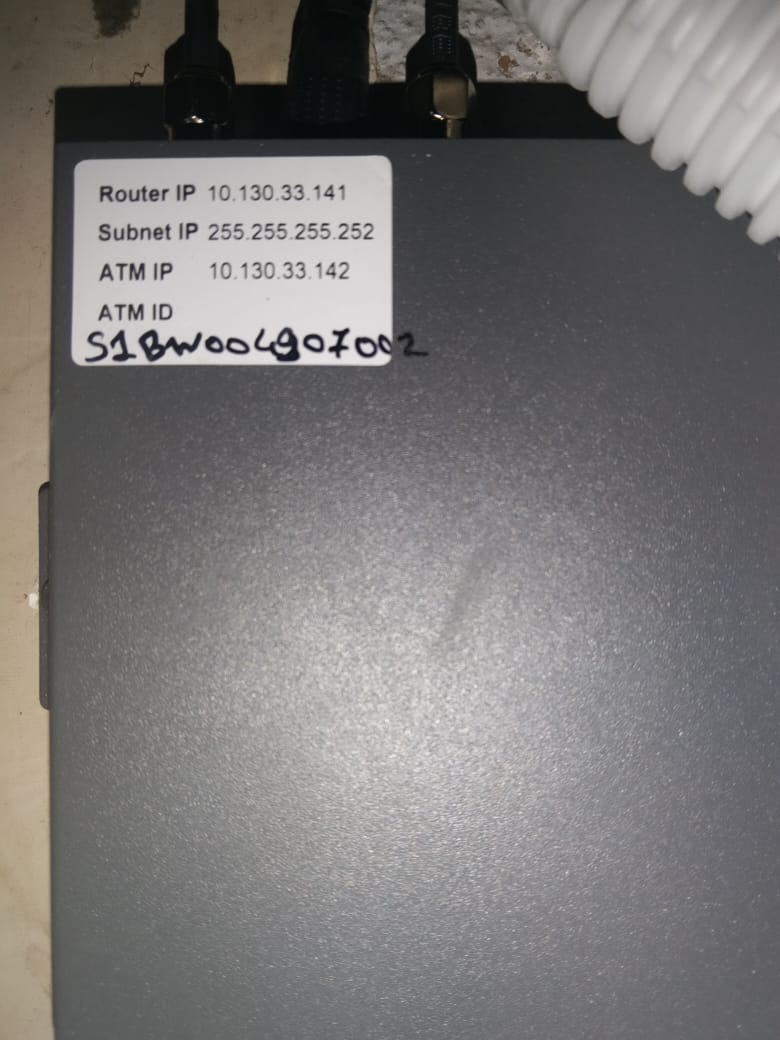 Router IP 10.130.33.141
Subnet IP 255.255.255.252
ATM IP 10.130.33.142
ATM ID
S1BW004907002